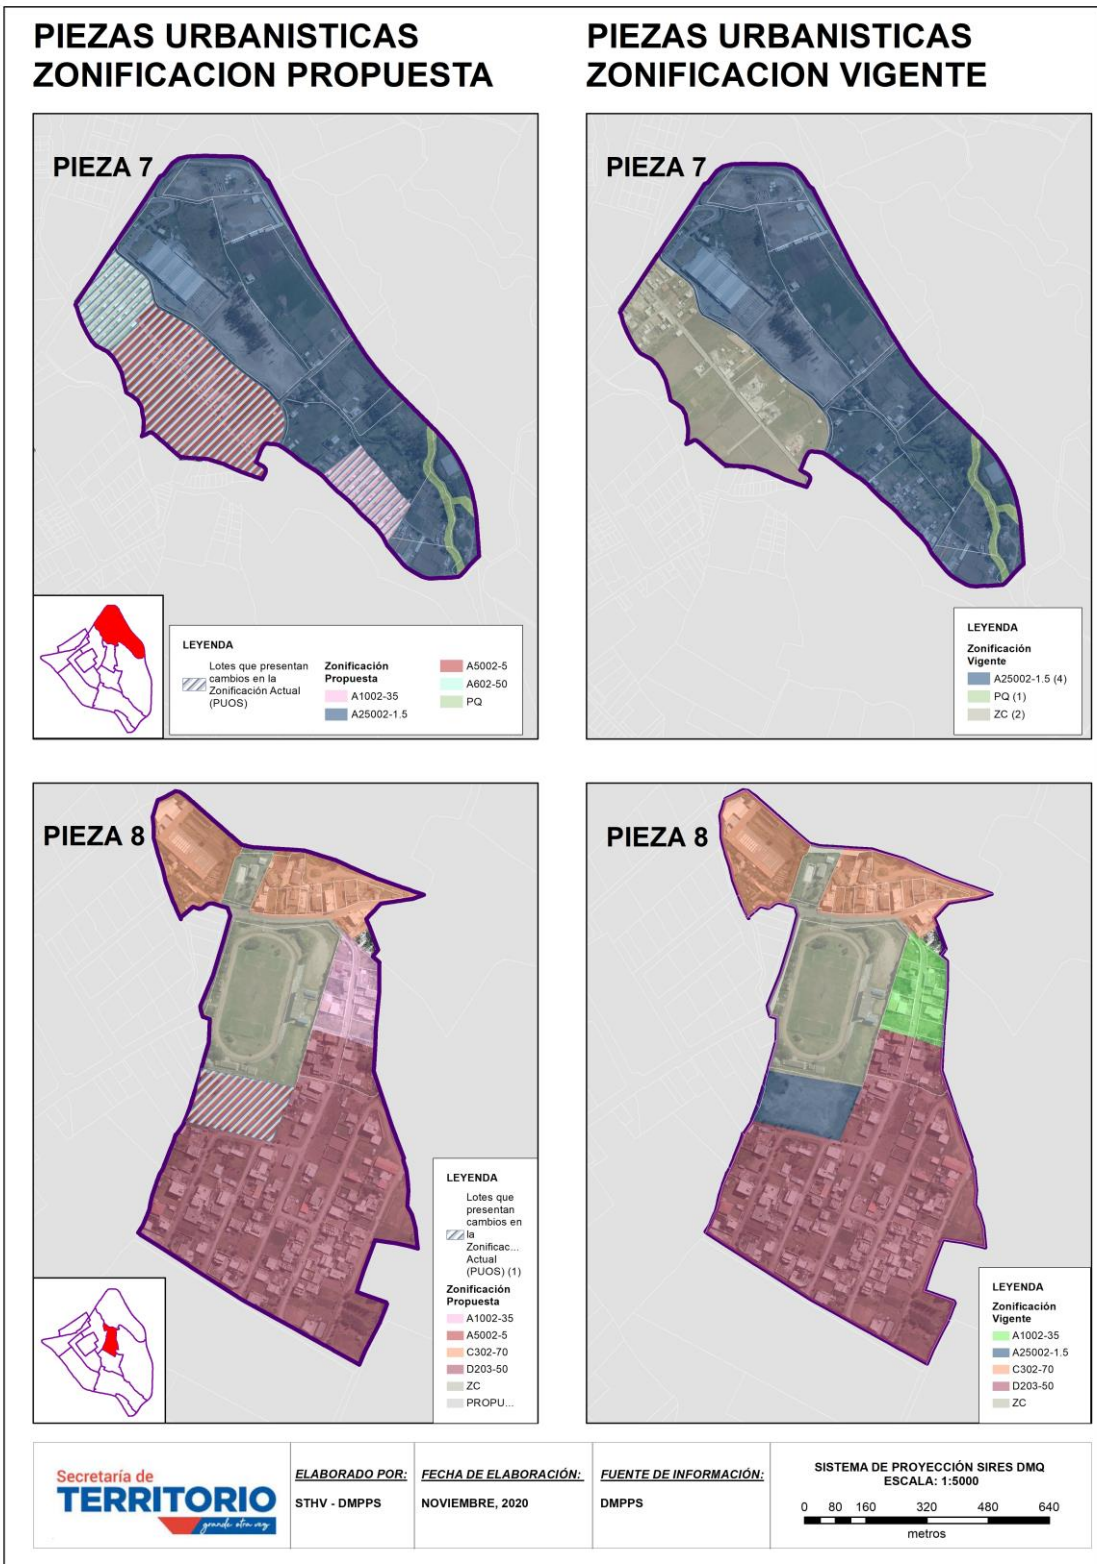 PIEZAS URBANISTICAS
ZONIFICACION PROPUESTA
PIEZAS URBANISTICAS
ZONIFICACION VIGENTE
PIEZA 7
LEYENDA
Lotes que presentan
cambios en la
Zonificación Actual
(PUOS)
Zonificación
Propuesta
A1002-35
A25002-1.5
A5002-5
A602-50
PQ
PIEZA 7
LEYENDA
Zonificación
Vigente
A25002-1.5 (4)
PQ (1)
ZC (2)
PIEZA 8
LEYENDA
Lotes que
presentan
cambios en
la
Zonificac...
Actual
(PUOS) (1)
Zonificación
Propuesta
A1002-35
A5002-5
C302-70
D203-50
ZC
PROPU...
PIEZA 8
LEYENDA
Zonificación
Vigente
A1002-35
A25002-1.5
C302-70
D203-50
ZC
Secretaría de
TERRITORIO
grande otra vez
ELABORADO POR:
STHV - DMPPS
FECHA DE ELABORACIÓN:
NOVIEMBRE, 2020
FUENTE DE INFORMACIÓN:
DMPPS
SISTEMA DE PROYECCIÓN SIRES DMQ
ESCALA: 1:5000
0 80 160 320 480 640
metros